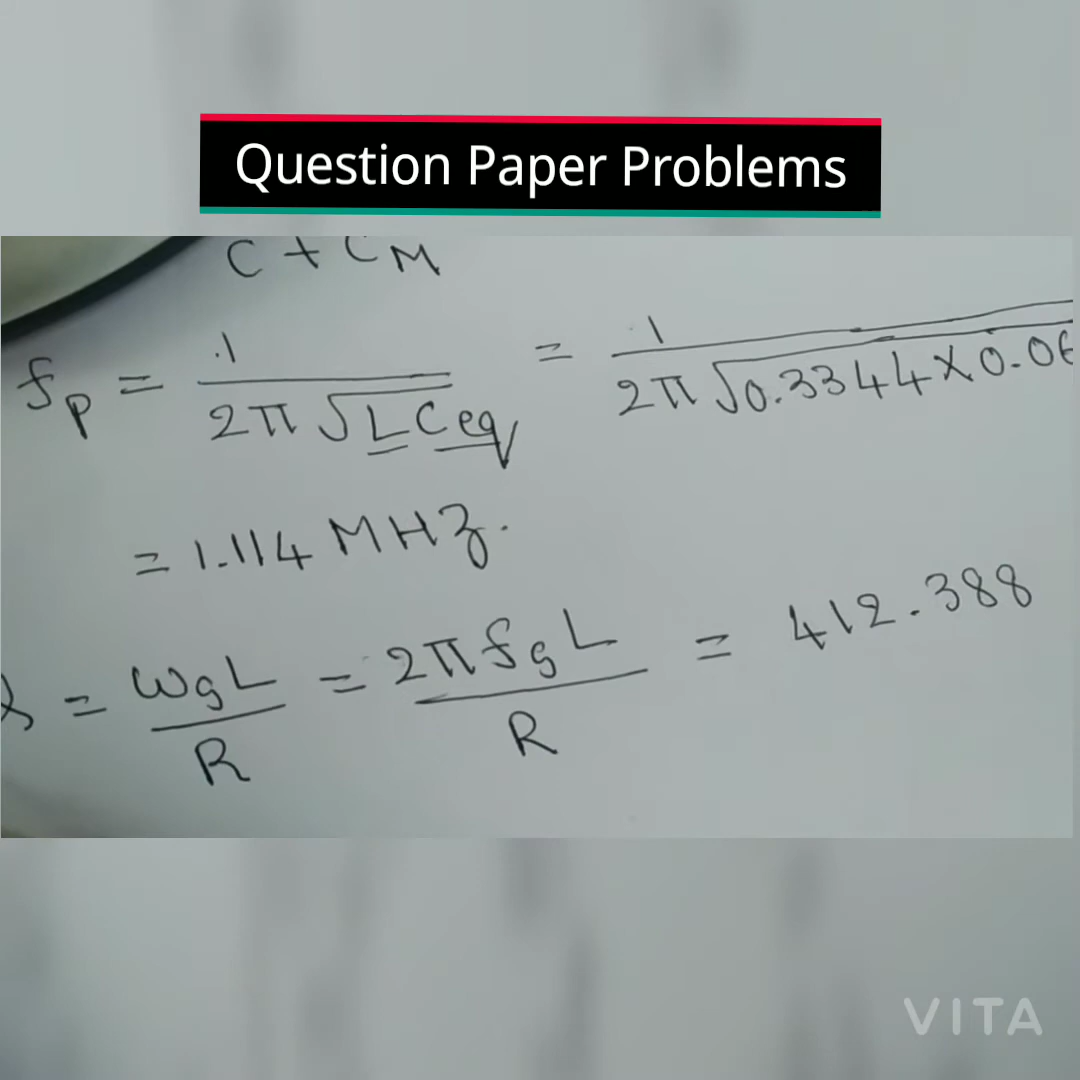 Question Paper Problems
C + CM
fp = 1 / 2π√LCeq = 1 / 2π√0.3344×0.06
= 1.114 MHz.
= ωsL / R = 2πfsL / R = 412.388
VITA